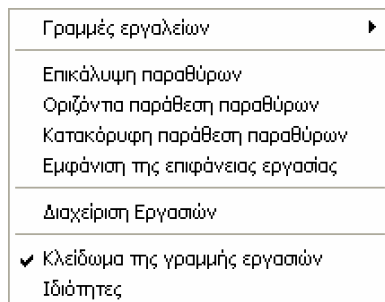 Γραμμές εργαλείων
Επικάλυψη παραθύρων
Οριζόντια παράθεση παραθύρων
Κατακόρυφη παράθεση παραθύρων
Εμφάνιση της επιφάνειας εργασίας
Διαχείριση Εργασιών
Κλείδωμα της γραμμής εργασιών
Ιδιότητες